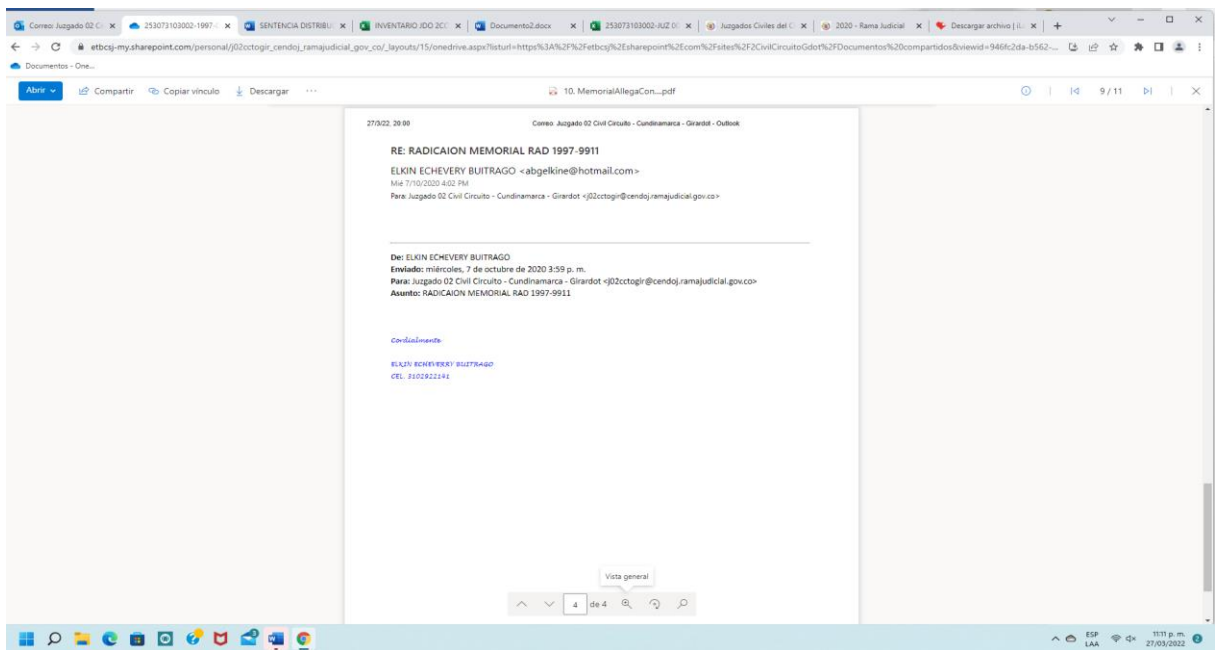 Correo: Juzgado 02 C
253073103002-1997-
SENTENCIA DISTRIBU
INVENTARIO JDO 2CC
Documento2.docx
253073103002-JUZ 0
Juzgados Civiles del C
2020 - Rama Judicial
Descargar archivo | iL
etbcsj-my.sharepoint.com/personal/j02cctogir_cendoj_ramajudicial_gov_co/_layouts/15/onedrive.aspx?listurl=https%3A%2F%2Fetbcsj%2Esharepoint%2Ecom%2Fsites%2F2CivilCircuitoGdot%2FDocumentos%20compartidos&viewid=946fc2da-b562-...
Documentos - One...
Abrir
Compartir
Copiar vínculo
Descargar
...
10. MemorialAllegaCon....pdf
9 / 11
27/3/22, 20:00
Correo: Juzgado 02 Civil Circuito - Cundinamarca - Girardot - Outlook
RE: RADICAION MEMORIAL RAD 1997-9911
ELKIN ECHEVERY BUITRAGO <abgelkine@hotmail.com>
Mié 7/10/2020 4:02 PM
Para: Juzgado 02 Civil Circuito - Cundinamarca - Girardot <j02cctogir@cendoj.ramajudicial.gov.co>
De: ELKIN ECHEVERY BUITRAGO
Enviado: miércoles, 7 de octubre de 2020 3:59 p. m.
Para: Juzgado 02 Civil Circuito - Cundinamarca - Girardot <j02cctogir@cendoj.ramajudicial.gov.co>
Asunto: RADICAION MEMORIAL RAD 1997-9911
Cordialmente
ELKIN ECHEVERRY BUITRAGO
CEL. 3102822141
Vista general
4 de 4
ESP
LAA
11:11 p. m.
27/03/2022
2